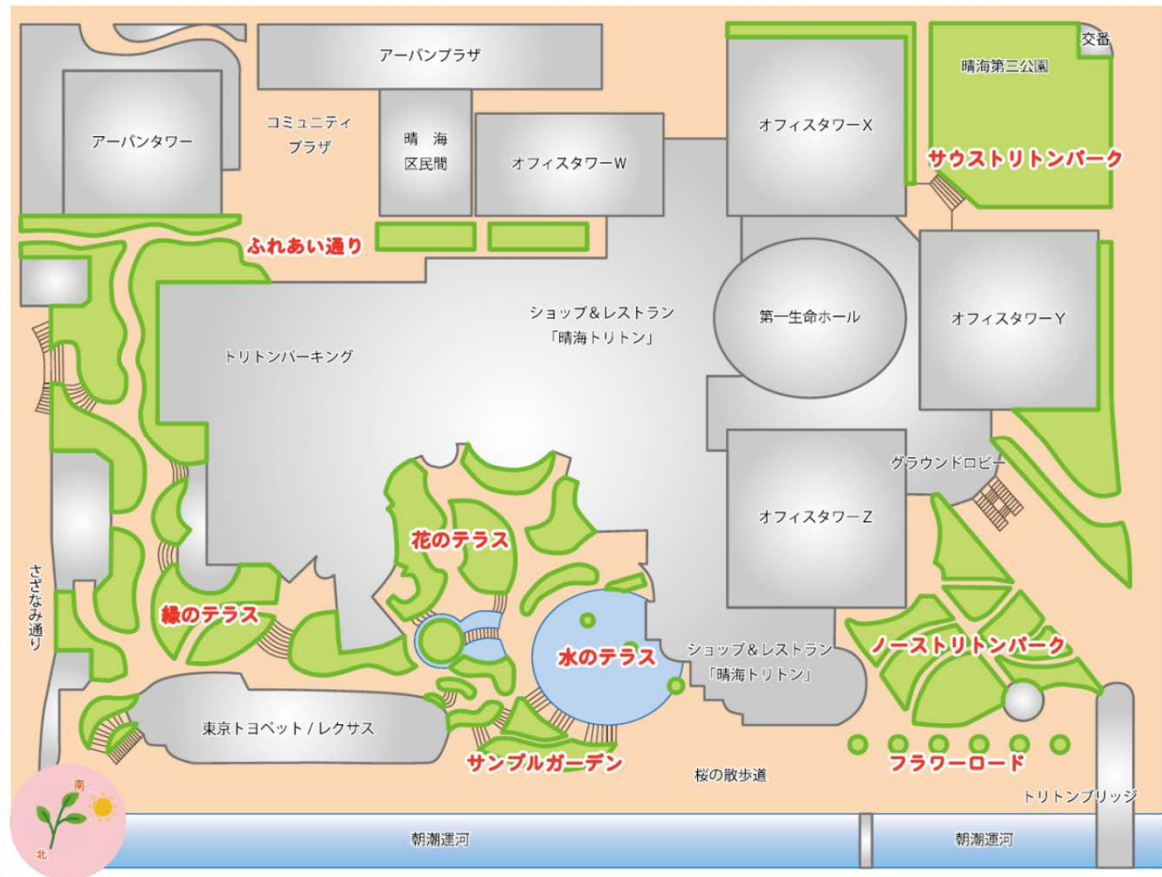 アーバンプラザ
交番
晴海第三公園
アーバンタワー
コミュニティ
プラザ
晴　海
区民間
オフィスタワーW
オフィスタワーX
サウストリトンパーク
ふれあい通り
ショップ＆レストラン
「晴海トリトン」
第一生命ホール
オフィスタワーY
トリトンパーキング
グラウンドロビー
花のテラス
オフィスタワーZ
さざなみ通り
緑のテラス
水のテラス
ショップ＆レストラン
「晴海トリトン」
ノーストリトンパーク
東京トヨペット/レクサス
サンプルガーデン
桜の散歩道
フラワーロード
トリトンブリッジ
南
北
朝潮運河
朝潮運河